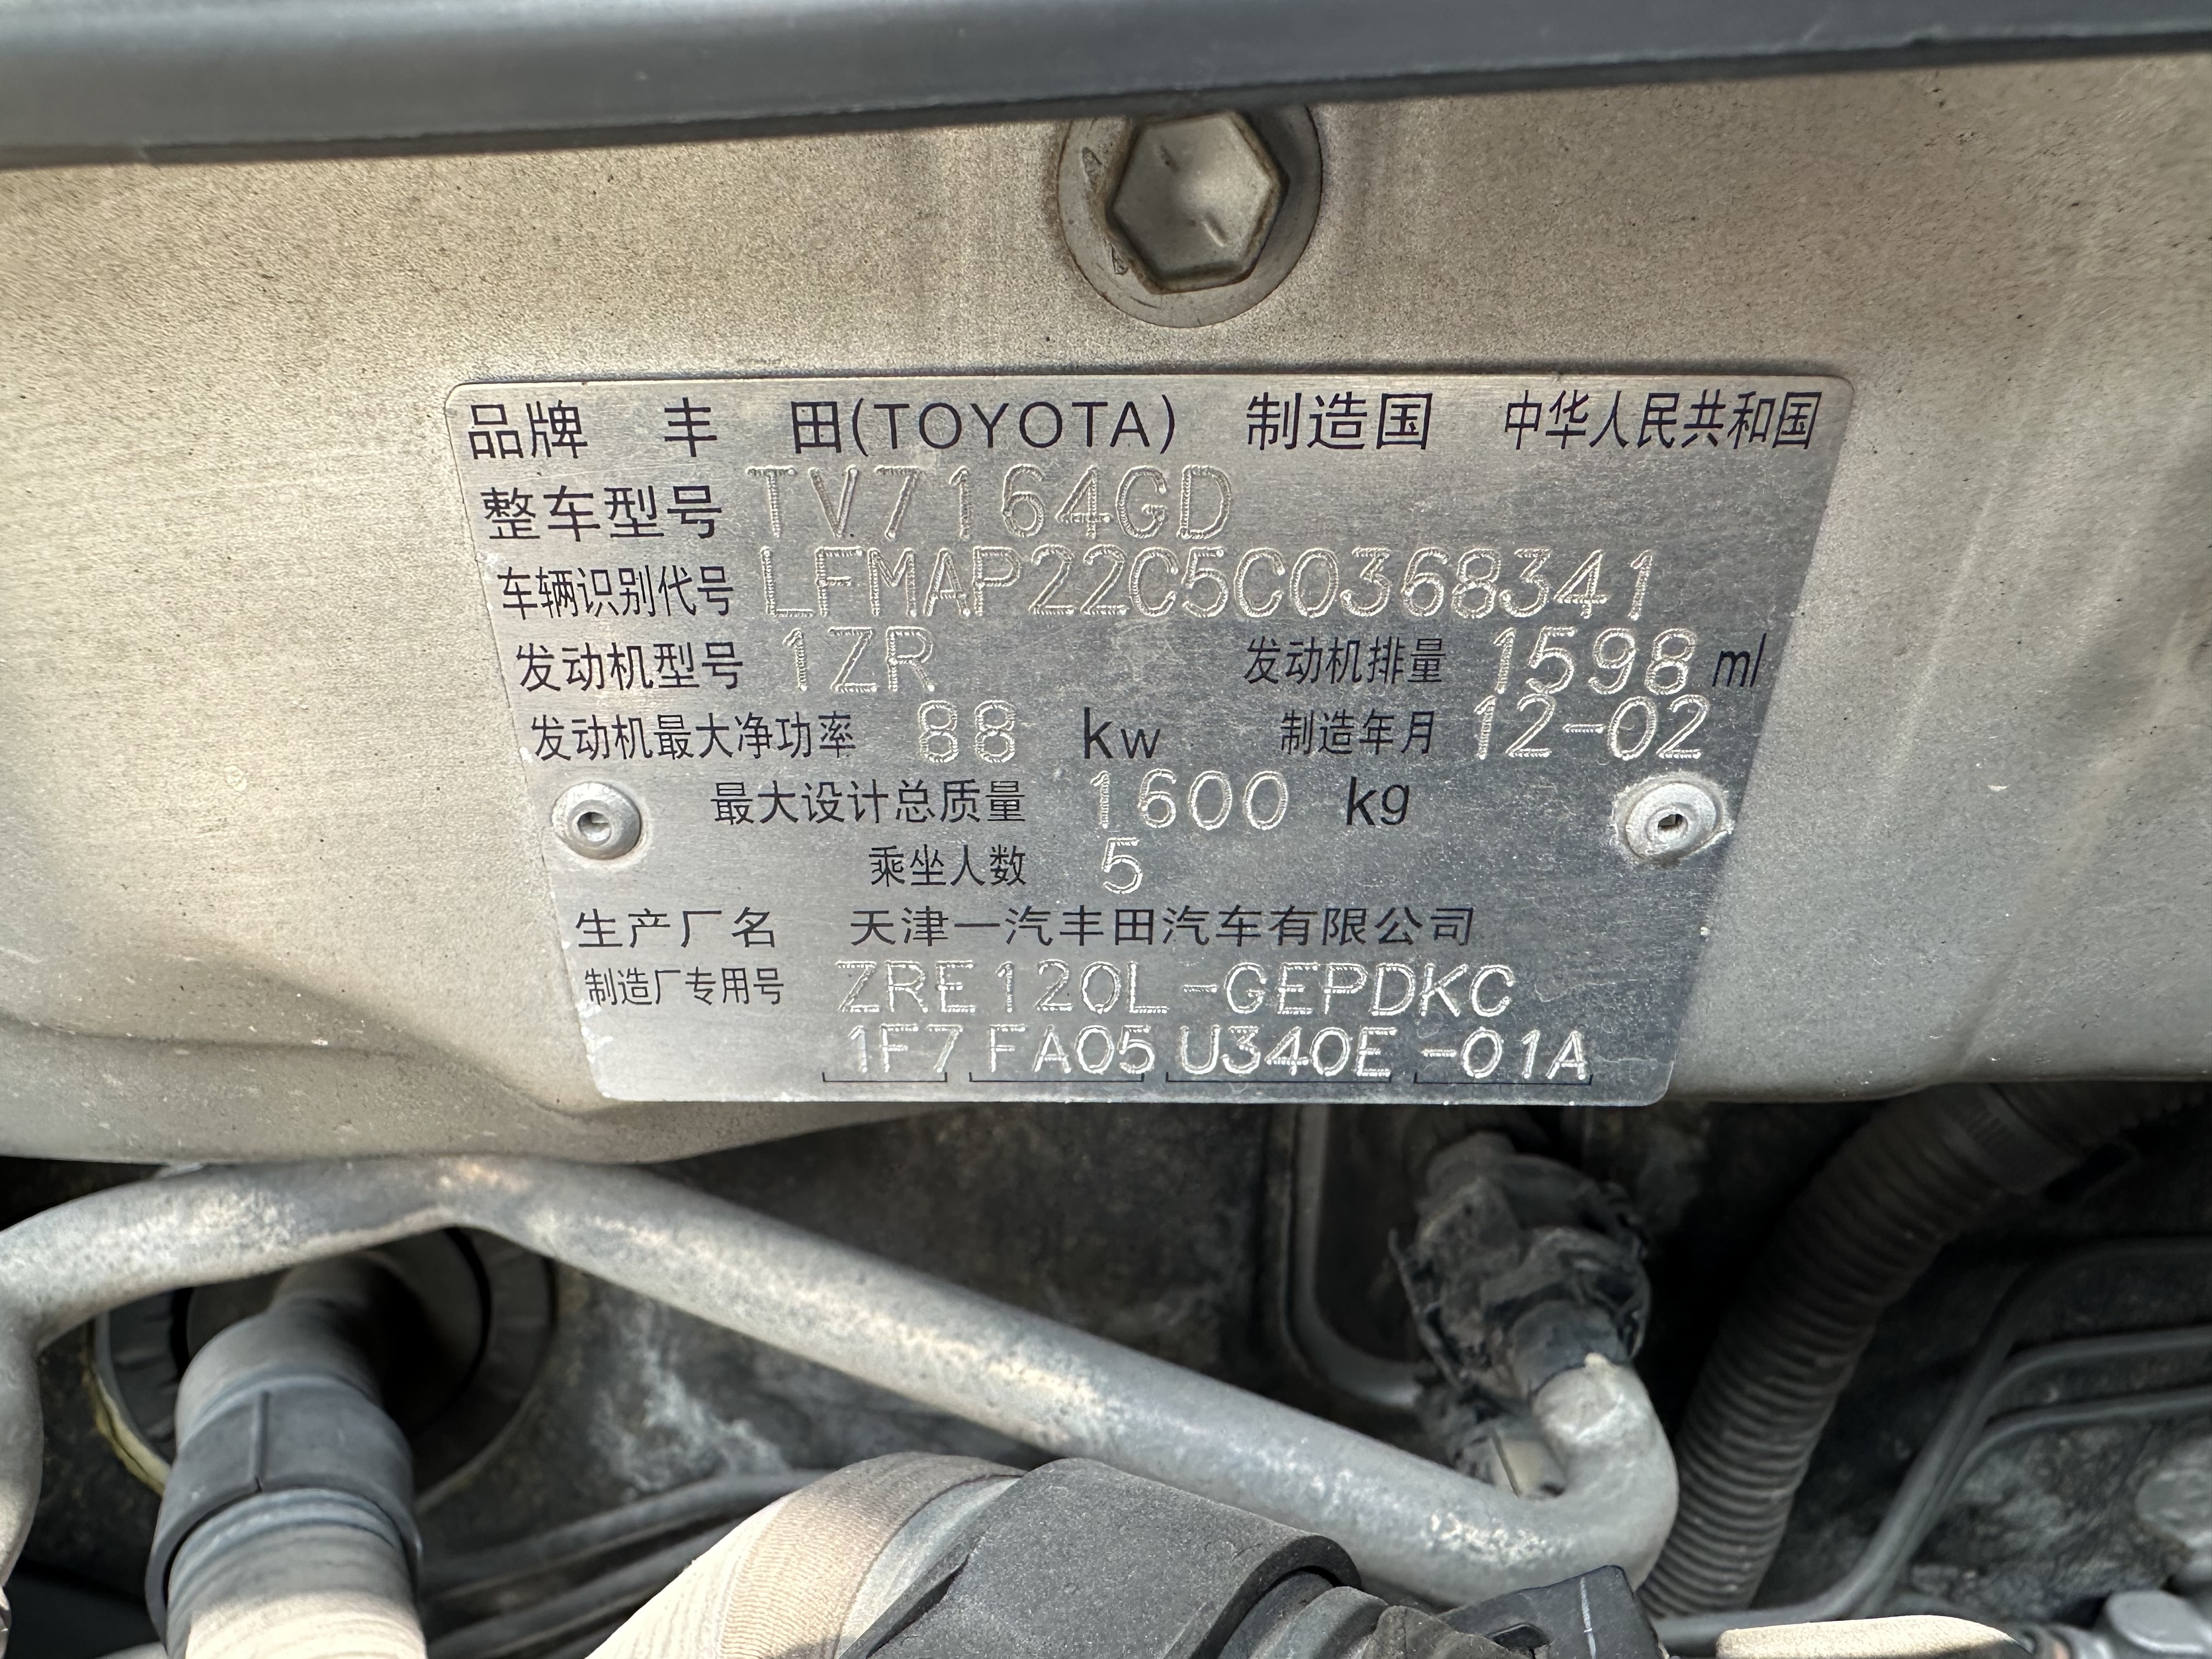 品牌 丰 田(TOYOTA) 制造国 中华人民共和国
整车型号 TV7164GD
车辆识别代号 LFMAP22C5C0368341
发动机型号 1ZR 发动机排量 1598 ml
发动机最大净功率 88 kw 制造年月 12-02
最大设计总质量 1600 kg
乘坐人数 5
生产厂名 天津一汽丰田汽车有限公司
制造厂专用号 ZRE120L-GEPDKC
1F7 FA05 U340E -01A